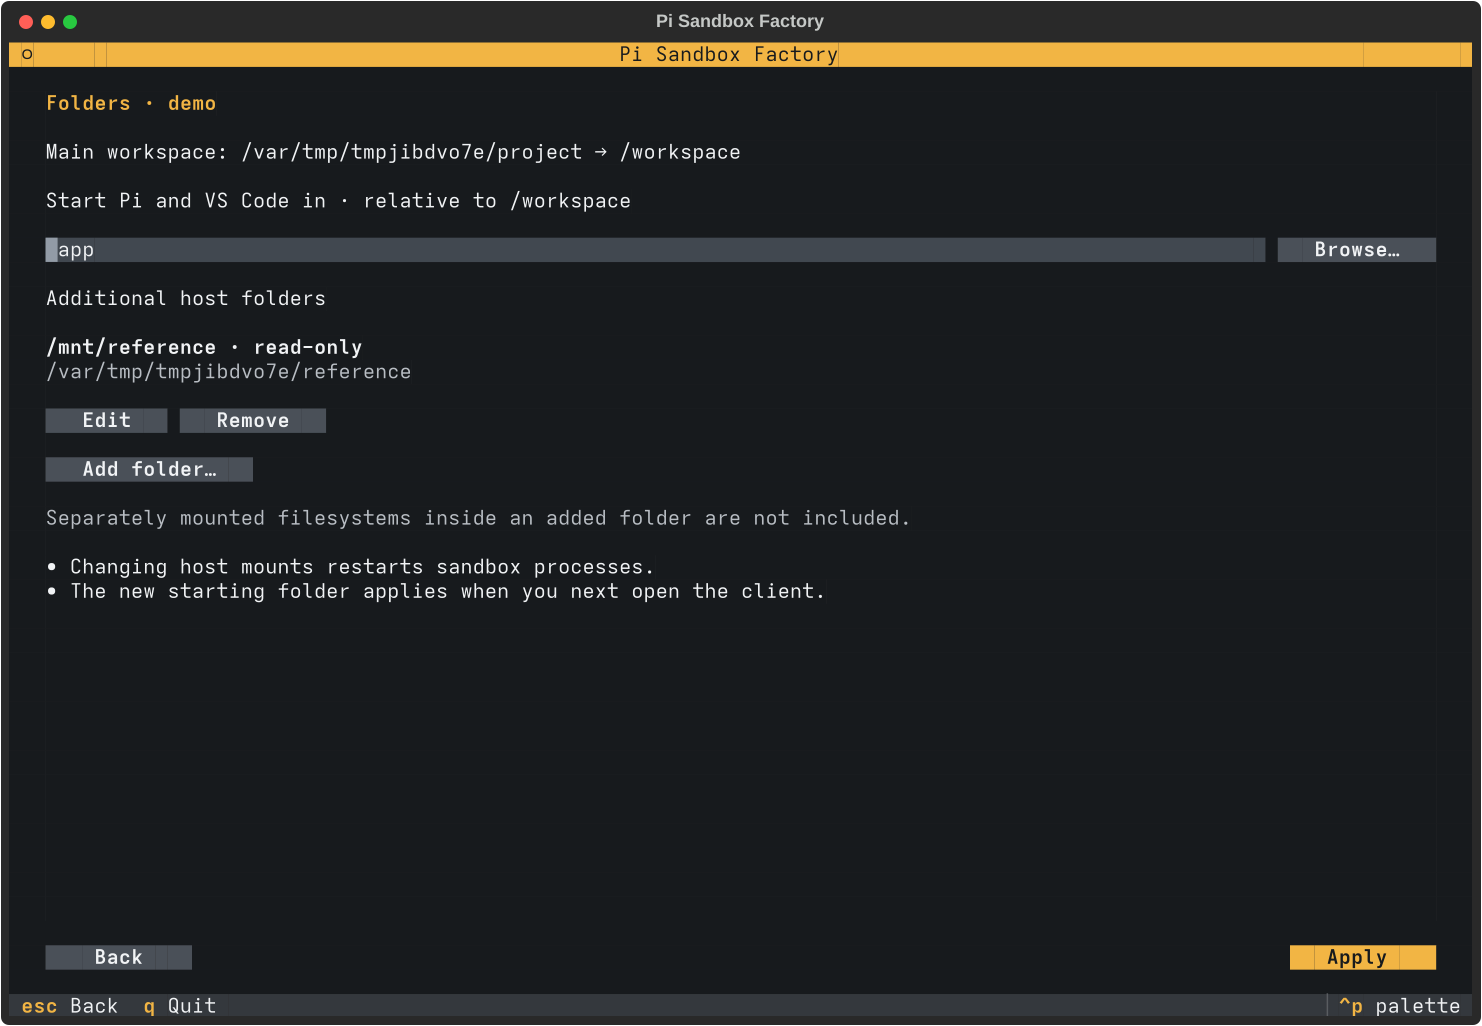 Pi Sandbox Factory
O Pi Sandbox Factory
Folders · demo
Main workspace: /var/tmp/tmpjibdvo7e/project → /workspace
Start Pi and VS Code in · relative to /workspace
app Browse…
Additional host folders
/mnt/reference · read-only
/var/tmp/tmpjibdvo7e/reference
Edit Remove
Add folder…
Separately mounted filesystems inside an added folder are not included.
• Changing host mounts restarts sandbox processes.
• The new starting folder applies when you next open the client.
Back Apply
esc Back q Quit ^p palette